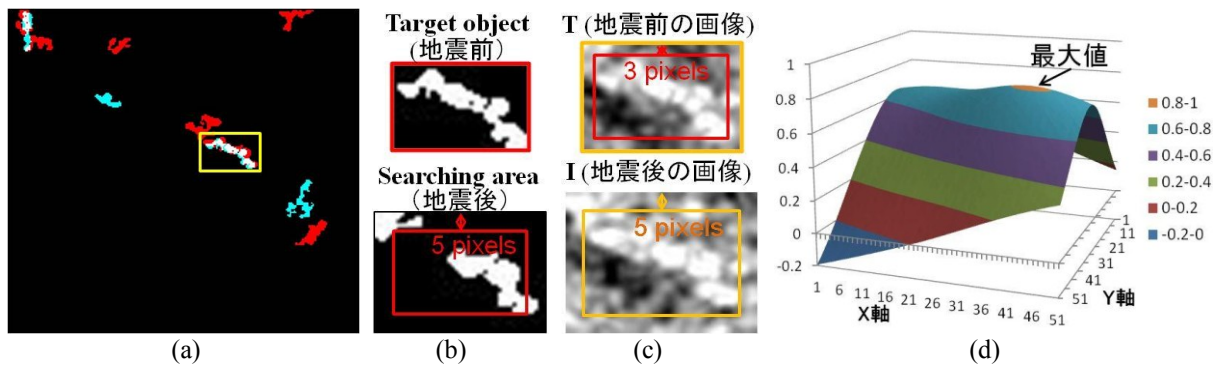 Target object
(地震前)
Searching area
(地震後)
5 pixels
T (地震前の画像)
3 pixels
I (地震後の画像)
5 pixels
最大値
1
0.8
0.6
0.4
0.2
0
-0.2
1 6 11 16 21 26 31 36 41 46 51
X軸
1
11
21
31
41
51
Y軸
0.8-1
0.6-0.8
0.4-0.6
0.2-0.4
0-0.2
-0.2-0
(a) (b) (c) (d)